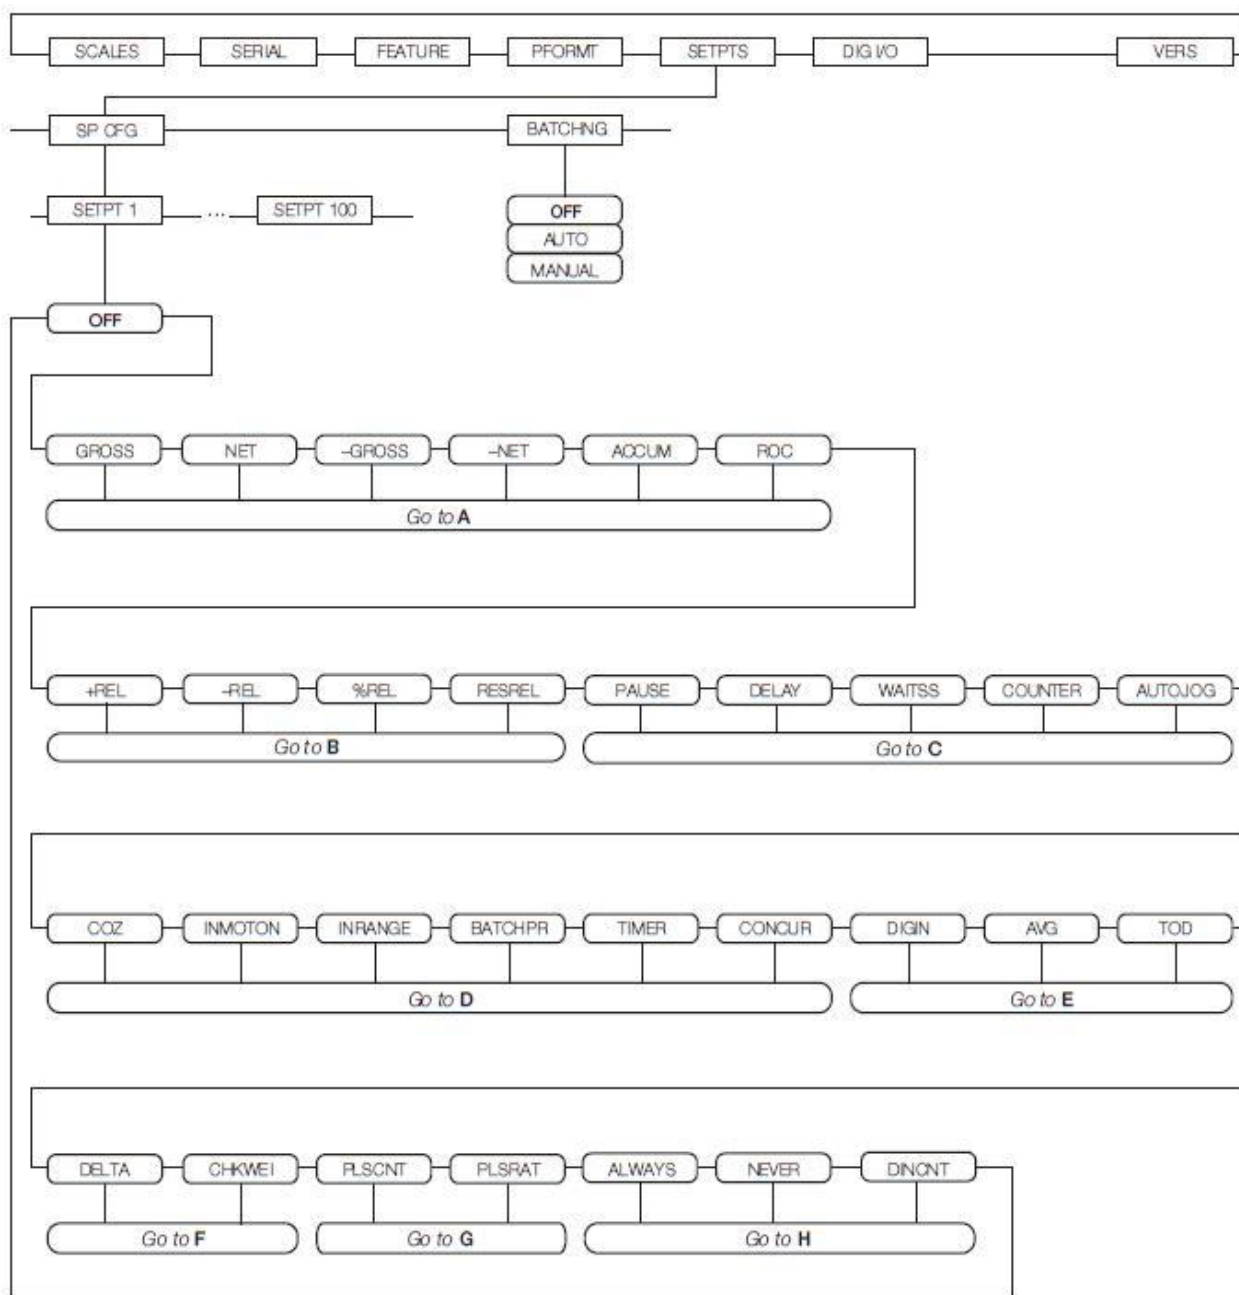 SCALES SERIAL FEATURE PFORMT SETPTS DIG I/O VERS
SP CFG BATCHNG
SETPT 1 ... SETPT 100 OFF
AUTO
MANUAL
OFF
GROSS NET –GROSS –NET ACCUM ROC
Go to A
+REL –REL %REL RESREL PAUSE DELAY WAITSS COUNTER AUTOJOG
Go to B Go to C
COZ INMOTON INRANGE BATCHPR TIMER CONCUR DIGIN AVG TOD
Go to D Go to E
DELTA CHKWEI PLSCNT PLSRAT ALWAYS NEVER DINCNT
Go to F Go to G Go to H